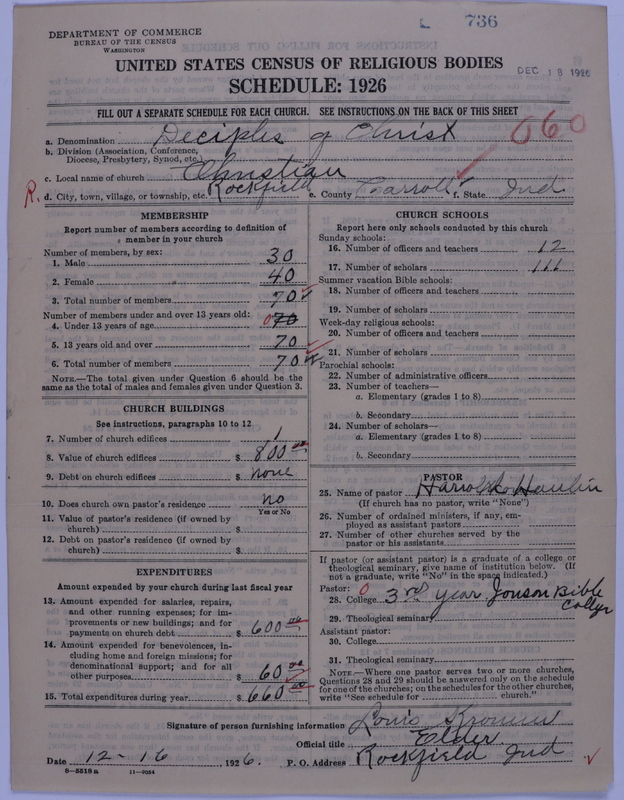 736
DEPARTMENT OF COMMERCE
BUREAU OF THE CENSUS
WASHINGTON
UNITED STATES CENSUS OF RELIGIOUS BODIES
DEC 18 1926
SCHEDULE: 1926
FILL OUT A SEPARATE SCHEDULE FOR EACH CHURCH. SEE INSTRUCTIONS ON THE BACK OF THIS SHEET
a. Denomination Deciples of Christ 060
b. Division (Association, Conference, Diocese, Presbytery, Synod, etc.)
c. Local name of church Christian
R. d. City, town, village, or township, etc. Rockfield e. County Carroll f. State Ind
MEMBERSHIP
Report number of members according to definition of member in your church
Number of members, by sex:
1. Male 30
2. Female 40
3. Total number of members 70
Number of members under and over 13 years old:
4. Under 13 years of age 0 70
5. 13 years old and over 70
6. Total number of members 70
NOTE.—The total given under Question 6 should be the same as the total of males and females given under Question 3.
CHURCH BUILDINGS
See instructions, paragraphs 10 to 12
7. Number of church edifices 1
8. Value of church edifices $ 800 00
9. Debt on church edifices $ none
10. Does church own pastor's residence no
Yes or No
11. Value of pastor's residence (if owned by church) $
12. Debt on pastor's residence (if owned by church) $
EXPENDITURES
Amount expended by your church during last fiscal year
13. Amount expended for salaries, repairs, and other running expenses; for improvements or new buildings; and for payments on church debt $ 600 00
14. Amount expended for benevolences, including home and foreign missions; for denominational support; and for all other purposes $ 60 00
15. Total expenditures during year $ 660 00
CHURCH SCHOOLS
Report here only schools conducted by this church
Sunday schools:
16. Number of officers and teachers 12
17. Number of scholars 111
Summer vacation Bible schools:
18. Number of officers and teachers
19. Number of scholars
Week-day religious schools:
20. Number of officers and teachers
21. Number of scholars
Parochial schools:
22. Number of administrative officers
23. Number of teachers—
a. Elementary (grades 1 to 8)
b. Secondary
24. Number of scholars—
a. Elementary (grades 1 to 8)
b. Secondary
PASTOR
25. Name of pastor Harold
(If church has no pastor, write "None")
26. Number of ordained ministers, if any, employed as assistant pastors
27. Number of other churches served by the pastor or his assistants
If pastor (or assistant pastor) is a graduate of a college or theological seminary, give name of institution below. (If not a graduate, write "No" in the space indicated.)
Pastor: 0
28. College 3rd year Jonson Bible Collge
29. Theological seminary
Assistant pastor:
30. College
31. Theological seminary
NOTE.—Where one pastor serves two or more churches, Questions 28 and 29 should be answered only on the schedule for one of the churches; on the schedules for the other churches, write "See schedule for church."
Signature of person furnishing information Louis
Official title Elder
Date 12-16 1926. P. O. Address Rockfield Ind
8-5518a 11-9064